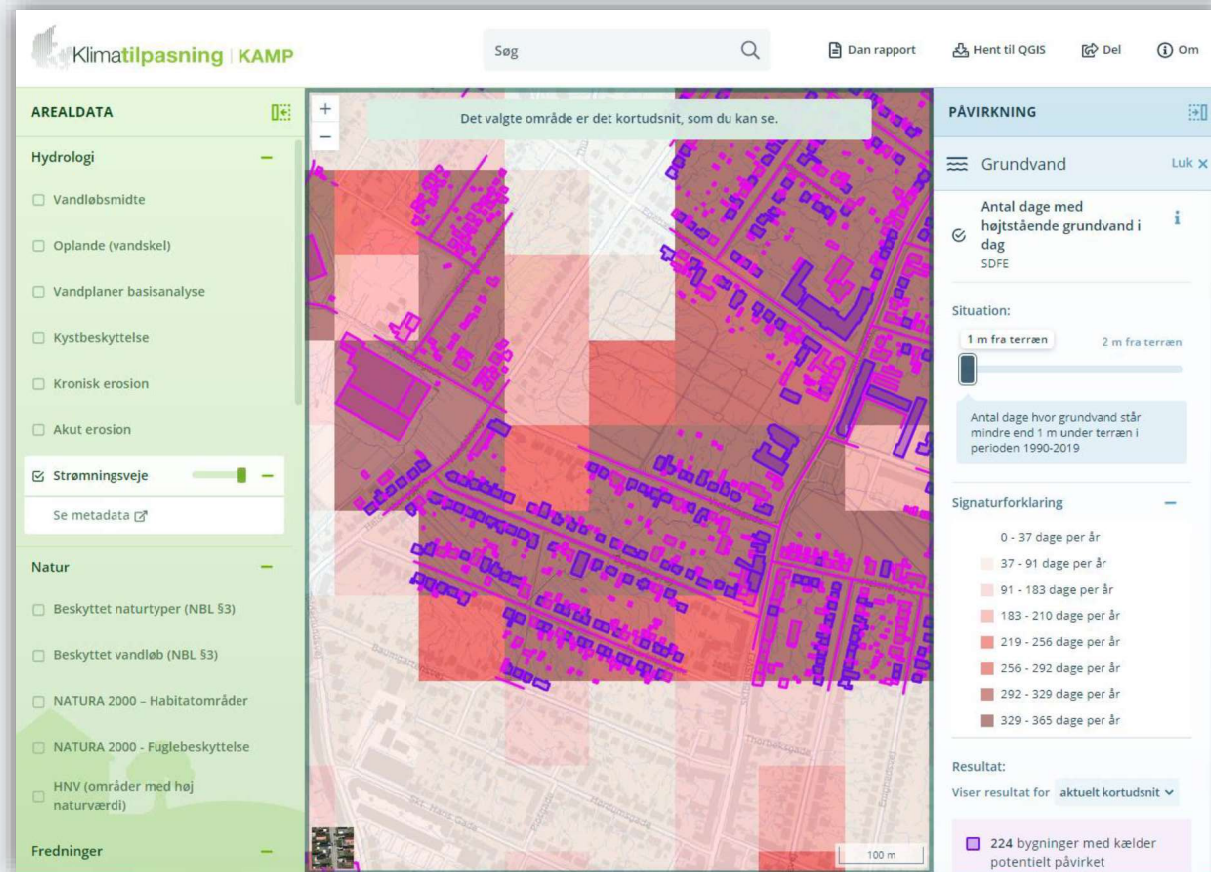 Klimatilpasning | KAMP
Søg
Dan rapport
Hent til QGIS
Del
Om
AREALDATA
Hydrologi
Vandløbsmidte
Oplande (vandskel)
Vandplaner basisanalyse
Kystbeskyttelse
Kronisk erosion
Akut erosion
Strømningsveje
Se metadata
Natur
Beskyttet naturtyper (NBL §3)
Beskyttet vandløb (NBL §3)
NATURA 2000 – Habitatområder
NATURA 2000 - Fuglebeskyttelse
HNV (områder med høj
naturværdi)
Fredninger
+
−
Det valgte område er det kortudsnit, som du kan se.
Skt. Hans Gade
100 m
PÅVIRKNING
Grundvand
Luk ×
Antal dage med
højtstående grundvand i
dag
SDFE
Situation:
1 m fra terræn
2 m fra terræn
Antal dage hvor grundvand står
mindre end 1 m under terræn i
perioden 1990-2019
Signaturforklaring
0 - 37 dage per år
37 - 91 dage per år
91 - 183 dage per år
183 - 210 dage per år
219 - 256 dage per år
256 - 292 dage per år
292 - 329 dage per år
329 - 365 dage per år
Resultat:
Viser resultat for aktuelt kortudsnit
224 bygninger med kælder
potentielt påvirket